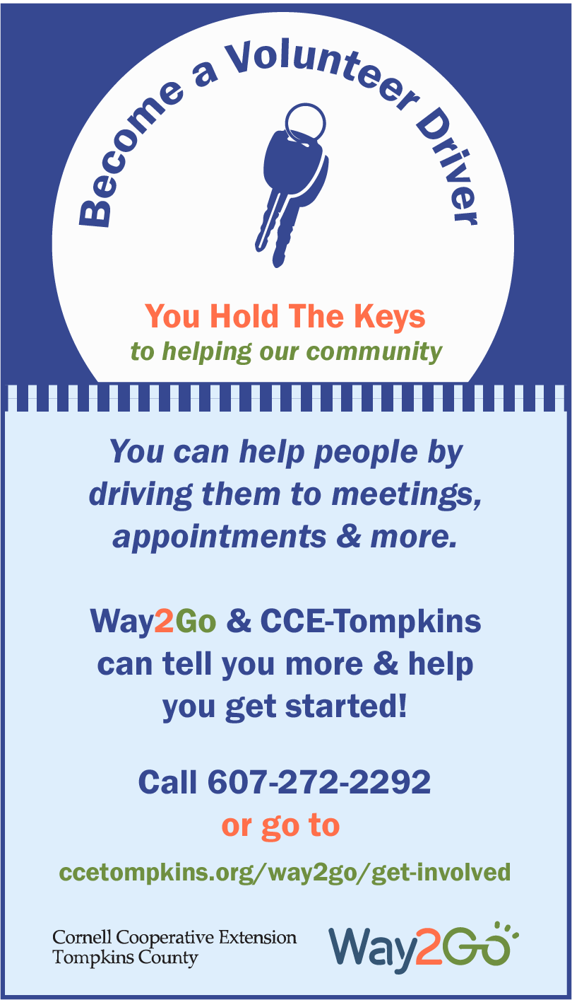 Become a Volunteer Driver
You Hold The Keys
to helping our community
You can help people by
driving them to meetings,
appointments & more.
Way2Go & CCE-Tompkins
can tell you more & help
you get started!
Call 607-272-2292
or go to
ccetompkins.org/way2go/get-involved
Cornell Cooperative Extension
Tompkins County
Way2Go